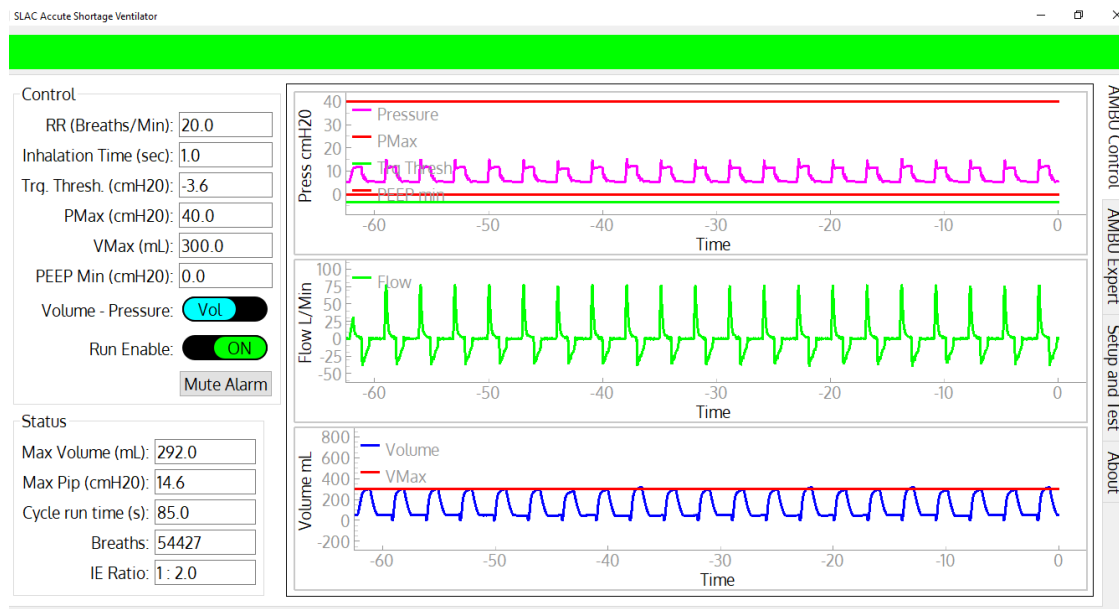 SLAC Accute Shortage Ventilator
Control
RR (Breaths/Min): 20.0
Inhalation Time (sec): 1.0
Trg. Thresh. (cmH20): -3.6
PMax (cmH20): 40.0
VMax (mL): 300.0
PEEP Min (cmH20): 0.0
Volume - Pressure: Vol
Run Enable: ON
Mute Alarm
Status
Max Volume (mL): 292.0
Max Pip (cmH20): 14.6
Cycle run time (s): 85.0
Breaths: 54427
IE Ratio: 1 : 2.0
Press cmH20
40
30
20
10
0
Pressure
PMax
Trg Thresh
PEEP min
-60 -50 -40 -30 -20 -10 0
Time
Flow L/Min
100
75
50
25
0
-25
-50
Flow
-60 -50 -40 -30 -20 -10 0
Time
Volume mL
800
600
400
200
0
-200
Volume
VMax
-60 -50 -40 -30 -20 -10 0
Time
AMBU Control
AMBU Expert
Setup and Test
About